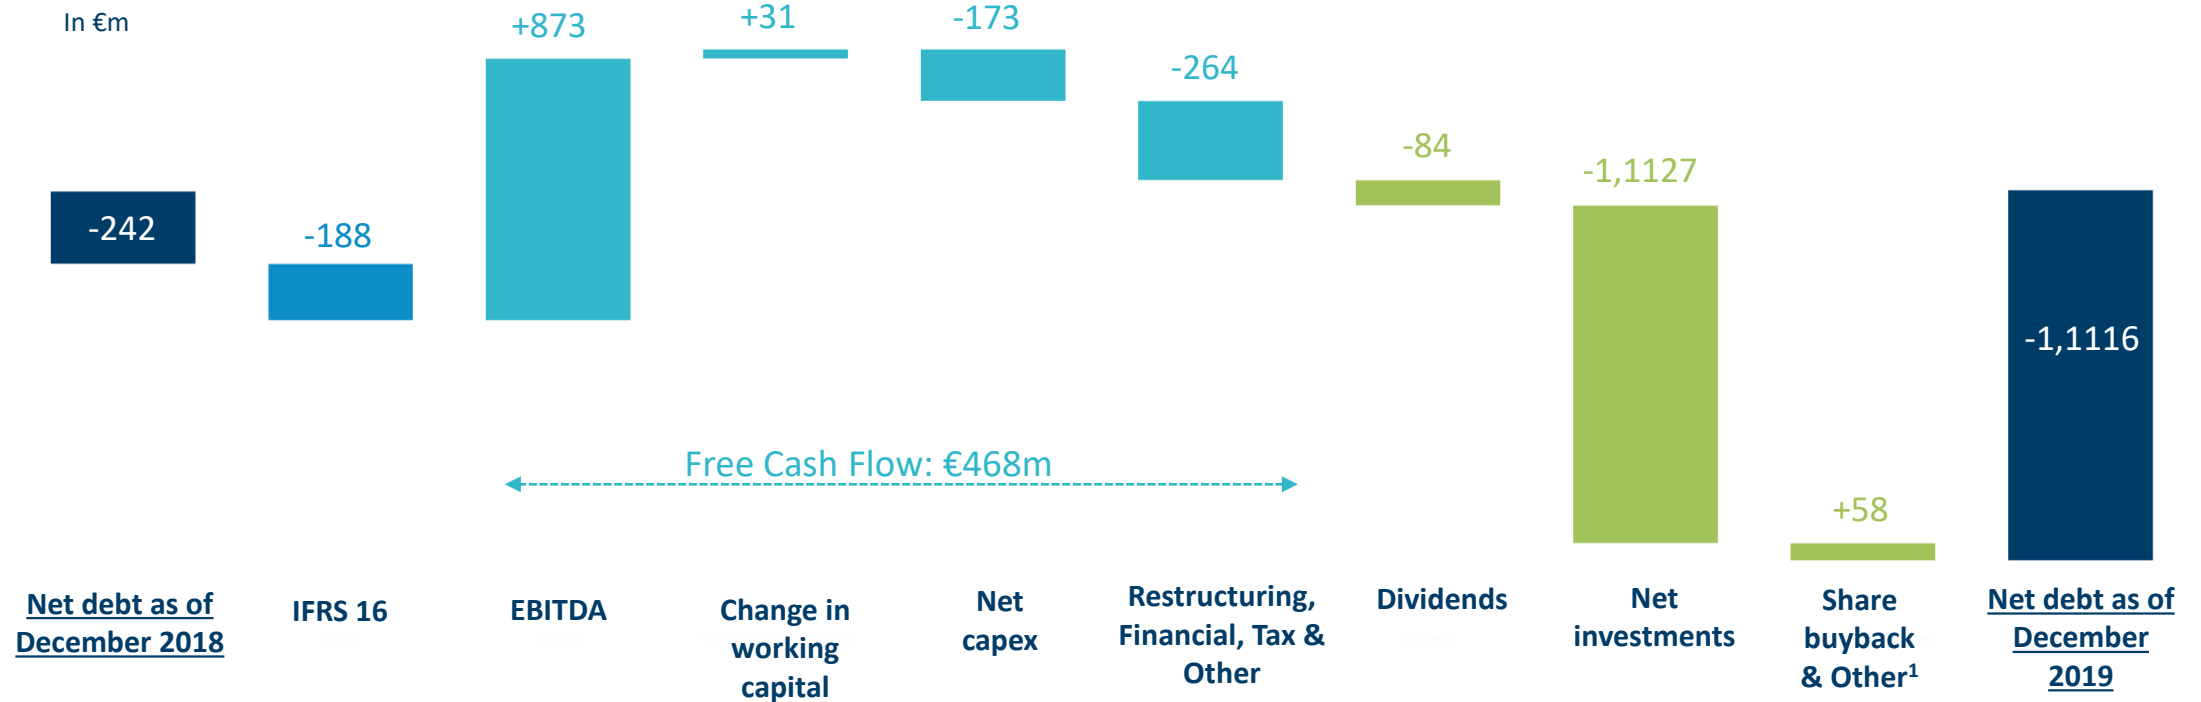 In €m
+873
+31
-173
-264
-84
-1,1127
-242
-188
-1,1116
+58
Free Cash Flow: €468m
Net debt as of
December 2018
IFRS 16
EBITDA
Change in
working
capital
Net
capex
Restructuring,
Financial, Tax &
Other
Dividends
Net
investments
Share
buyback
& Other¹
Net debt as of
December
2019